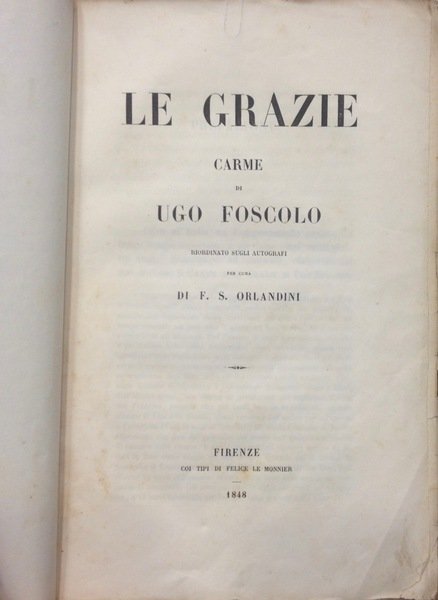 LE GRAZIE
CARME
DI
UGO FOSCOLO
RIORDINATO SUGLI AUTOGRAFI
PER CURA
DI F. S. ORLANDINI
FIRENZE
COI TIPI DI FELICE LE MONNIER
1848